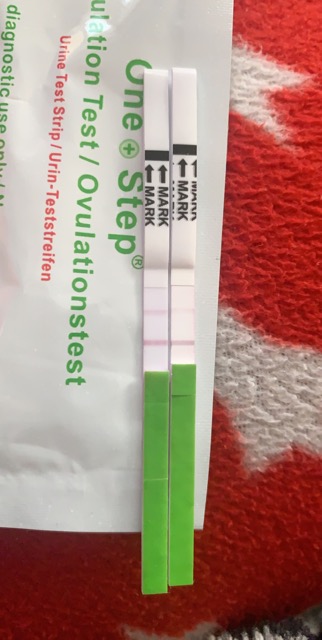 One + Step®
ulation Test / Ovulationstest
Urine Test Strip / Urin-Teststreifen
diagnostic use only /
MARK
MARK
MARK
MARK